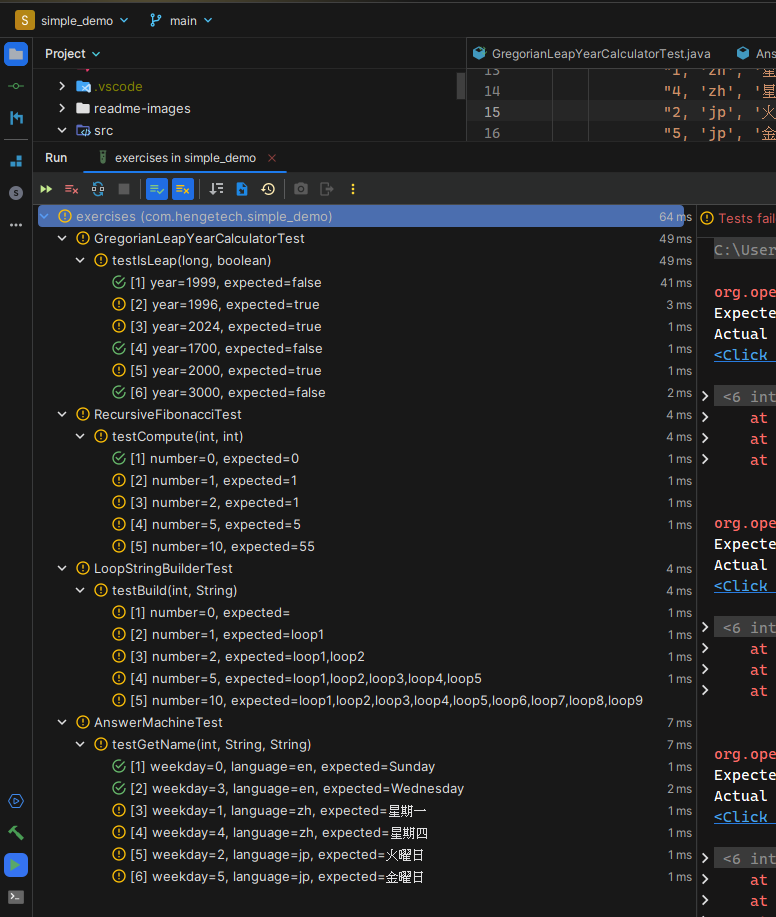 S simple_demo main
Project
GregorianLeapYearCalculatorTest.java Ans
.vscode
readme-images
src
13 "1, 'zh', '星
14 "4, 'zh', '星
15 "2, 'jp', '火
16 "5, 'jp', '金
Run exercises in simple_demo
exercises (com.hengetech.simple_demo) 64 ms
GregorianLeapYearCalculatorTest 49 ms
testIsLeap(long, boolean) 49 ms
[1] year=1999, expected=false 41 ms
[2] year=1996, expected=true 3 ms
[3] year=2024, expected=true 1 ms
[4] year=1700, expected=false 1 ms
[5] year=2000, expected=true 1 ms
[6] year=3000, expected=false 2 ms
RecursiveFibonacciTest 4 ms
testCompute(int, int) 4 ms
[1] number=0, expected=0 1 ms
[2] number=1, expected=1 1 ms
[3] number=2, expected=1 1 ms
[4] number=5, expected=5 1 ms
[5] number=10, expected=55
LoopStringBuilderTest 4 ms
testBuild(int, String) 4 ms
[1] number=0, expected= 1 ms
[2] number=1, expected=loop1 1 ms
[3] number=2, expected=loop1,loop2 1 ms
[4] number=5, expected=loop1,loop2,loop3,loop4,loop5 1 ms
[5] number=10, expected=loop1,loop2,loop3,loop4,loop5,loop6,loop7,loop8,loop9
AnswerMachineTest 7 ms
testGetName(int, String, String) 7 ms
[1] weekday=0, language=en, expected=Sunday 1 ms
[2] weekday=3, language=en, expected=Wednesday 2 ms
[3] weekday=1, language=zh, expected=星期一 1 ms
[4] weekday=4, language=zh, expected=星期四 1 ms
[5] weekday=2, language=jp, expected=火曜日 1 ms
[6] weekday=5, language=jp, expected=金曜日 1 ms
Tests fail
C:\User
org.ope
Expecte
Actual
<Click
<6 int
at
at
at
org.ope
Expecte
Actual
<Click
<6 int
at
at
at
org.ope
Expecte
Actual
<Click
<6 int
at
at